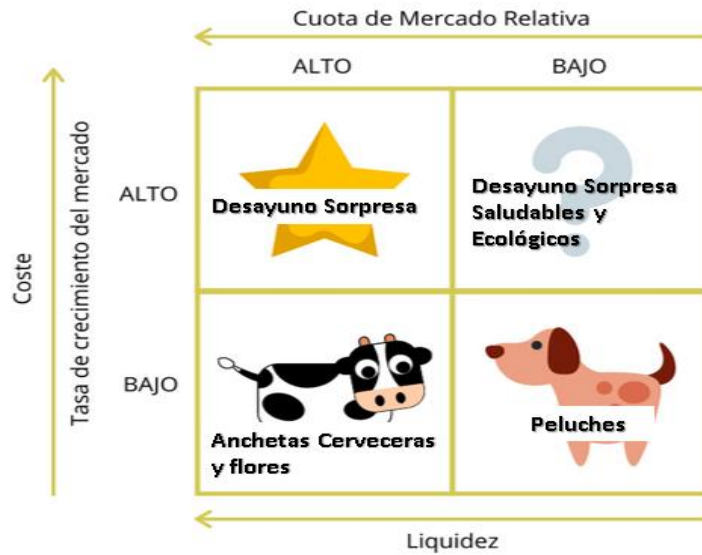 Cuota de Mercado Relativa
ALTO
BAJO
Coste
Tasa de crecimiento del mercado
ALTO
Desayuno Sorpresa
Desayuno Sorpresa
Saludables y
Ecológicos
BAJO
Anchetas Cerveceras
y flores
Peluches
Liquidez